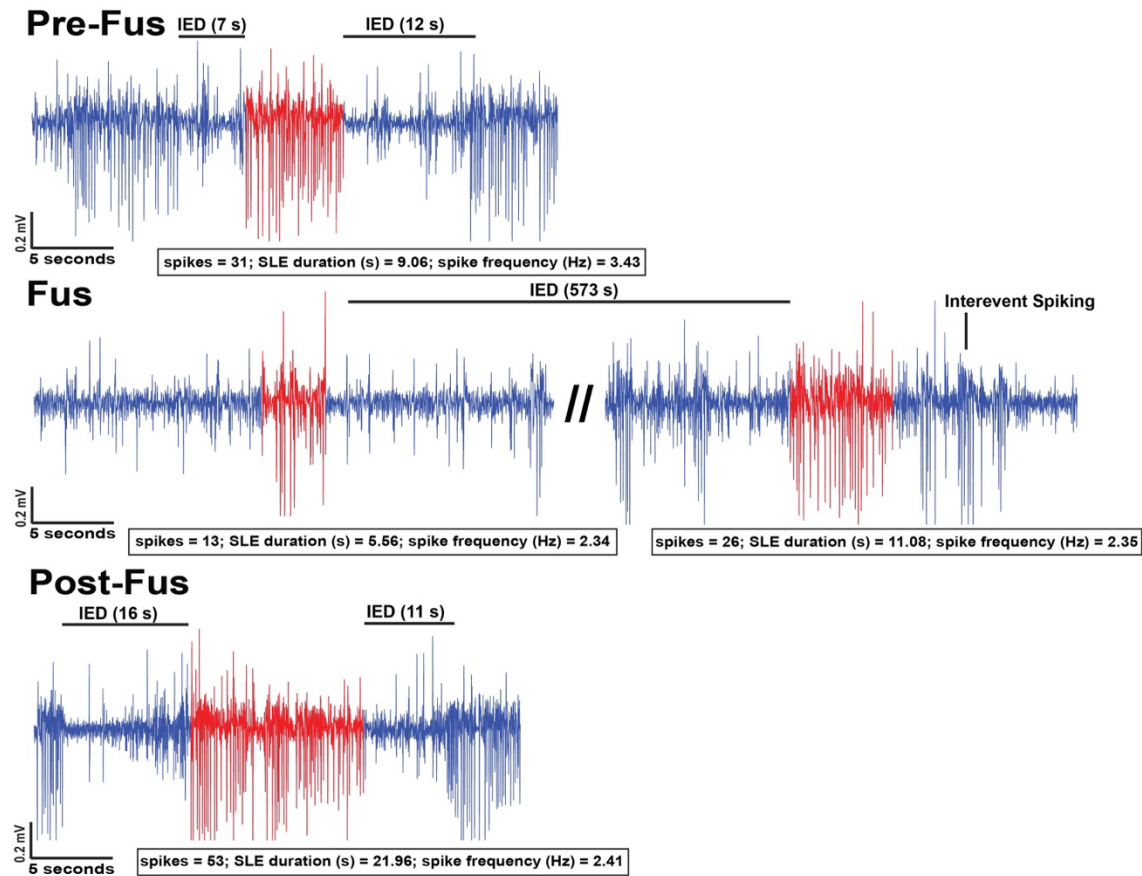 Pre-Fus
IED (7 s)
IED (12 s)
0.2 mV
5 seconds
spikes = 31; SLE duration (s) = 9.06; spike frequency (Hz) = 3.43
Fus
IED (573 s)
Interevent Spiking
//
0.2 mV
5 seconds
spikes = 13; SLE duration (s) = 5.56; spike frequency (Hz) = 2.34
spikes = 26; SLE duration (s) = 11.08; spike frequency (Hz) = 2.35
Post-Fus
IED (16 s)
IED (11 s)
0.2 mV
5 seconds
spikes = 53; SLE duration (s) = 21.96; spike frequency (Hz) = 2.41